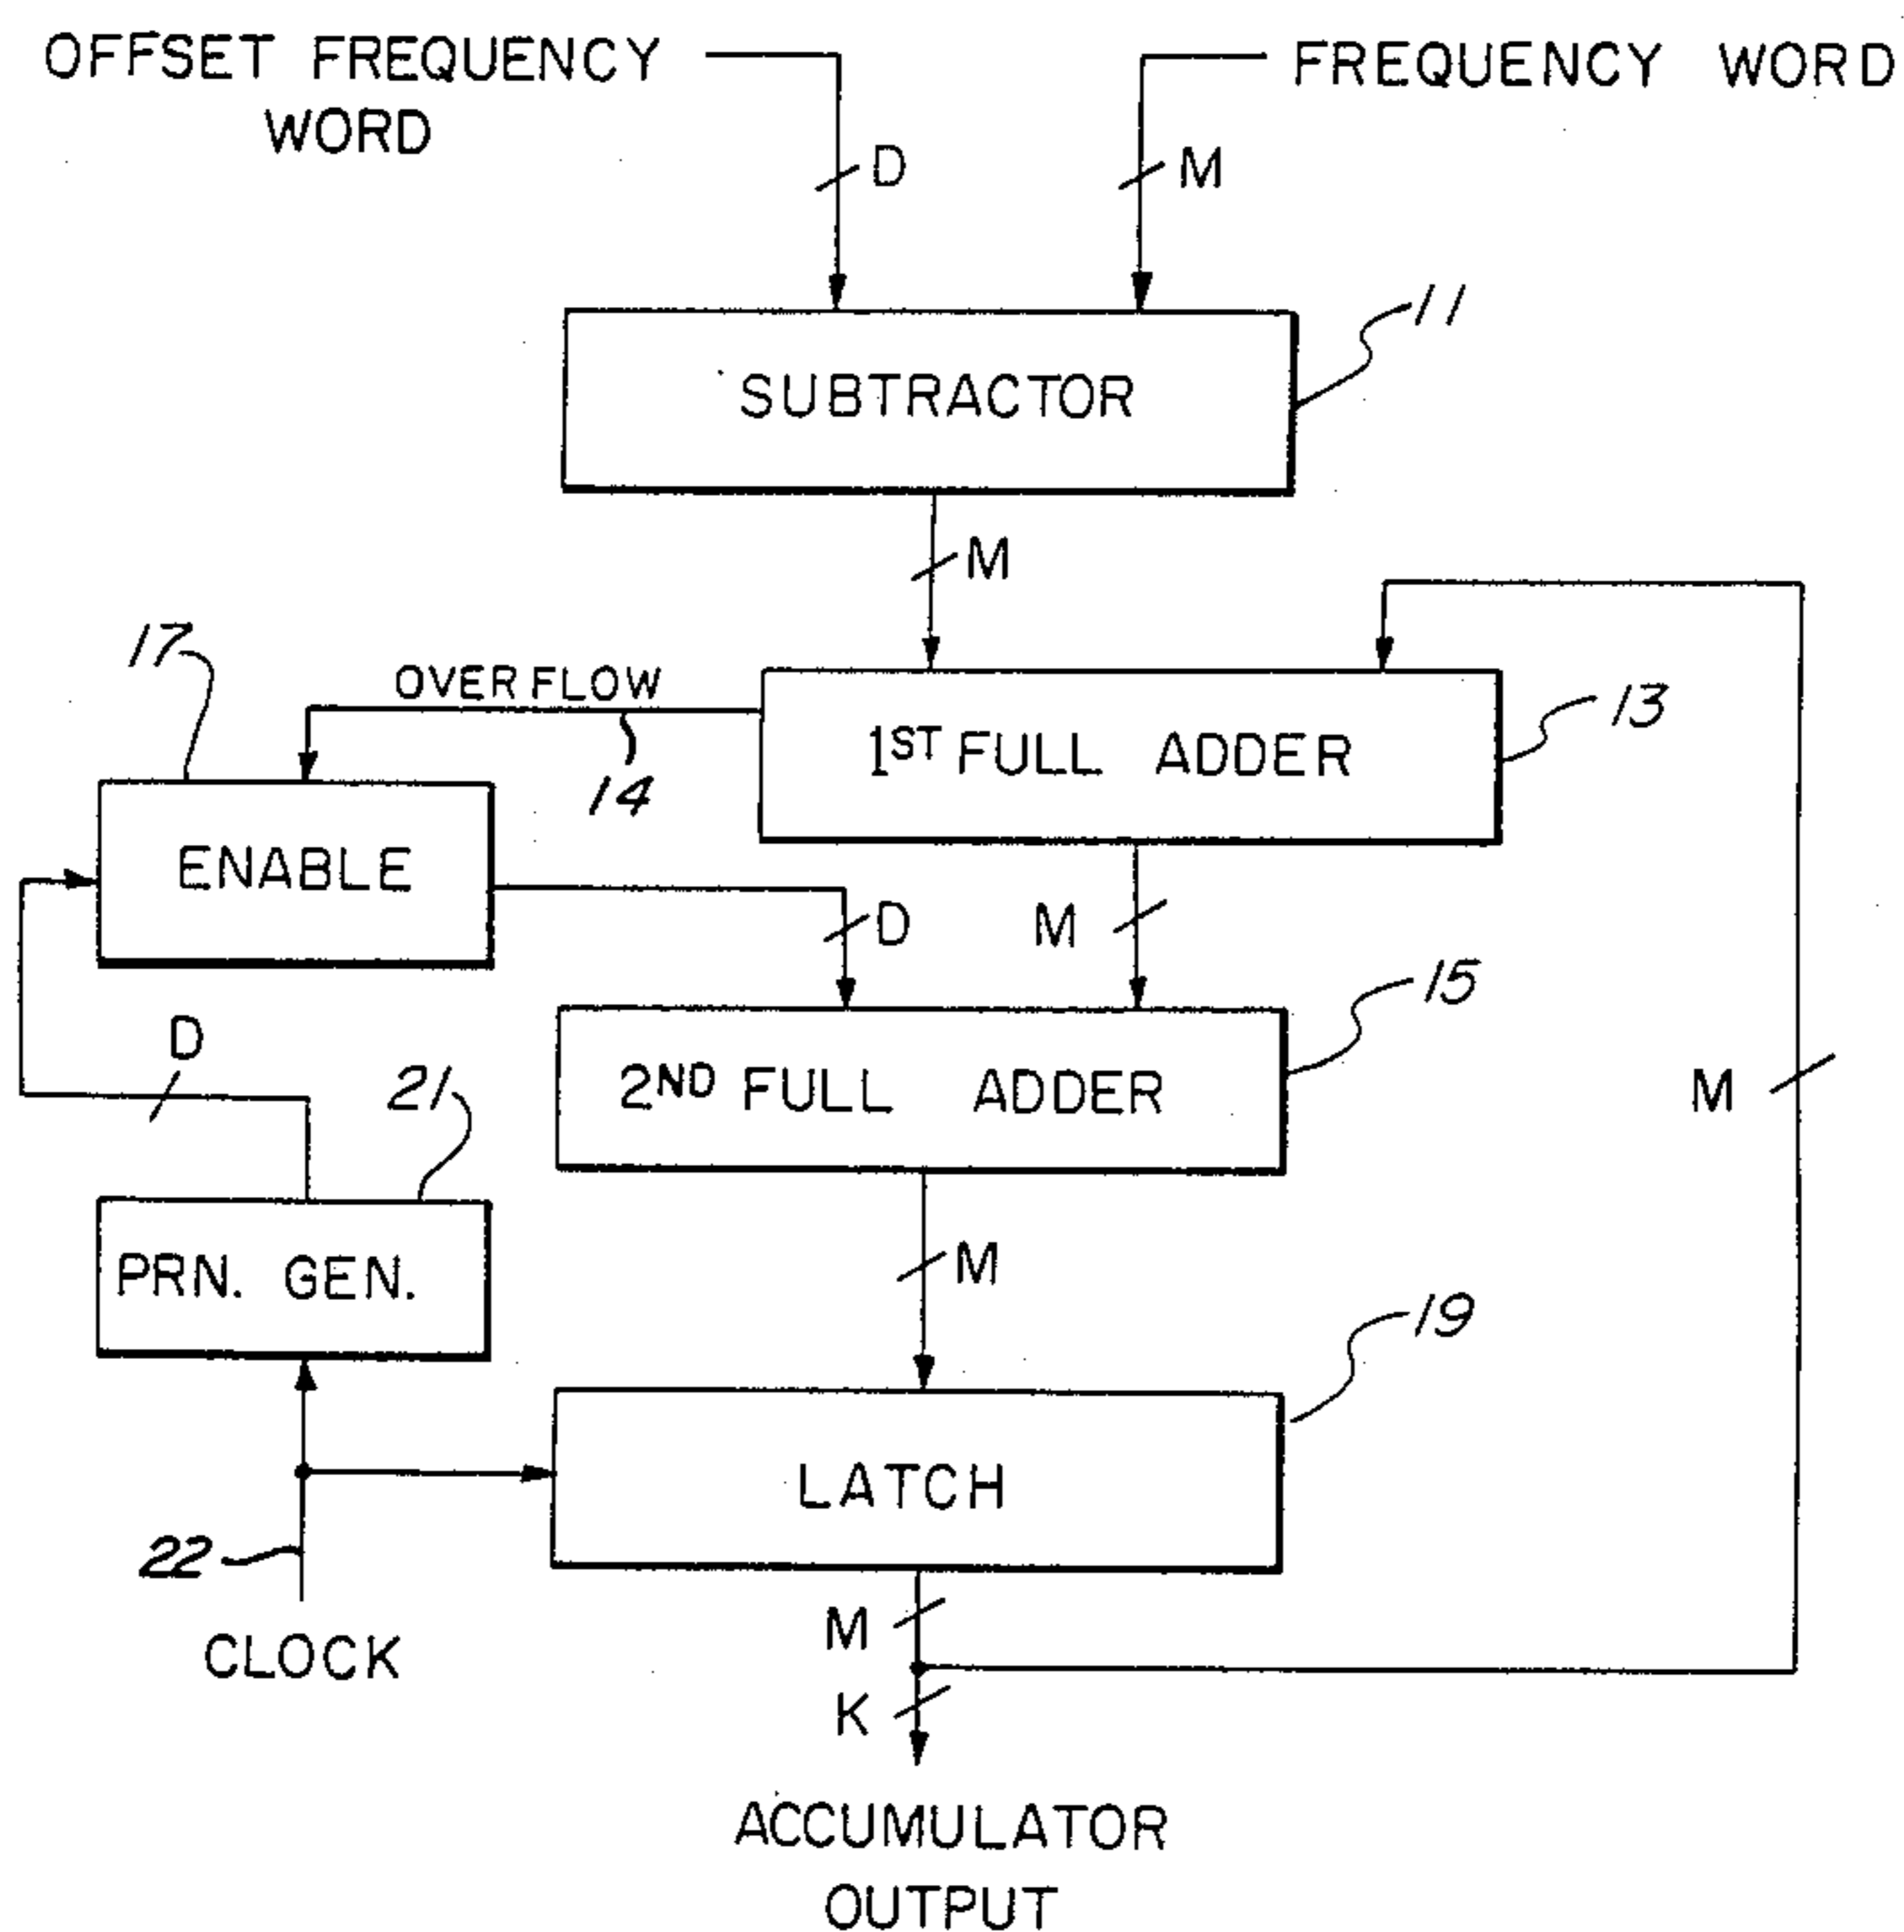 OFFSET FREQUENCY
WORD
FREQUENCY WORD
D
M
11
SUBTRACTOR
M
17
OVERFLOW
14
1ST FULL ADDER
13
ENABLE
D
M
15
D
21
2ND FULL ADDER
M
PRN. GEN.
M
19
LATCH
22
CLOCK
M
K
ACCUMULATOR
OUTPUT